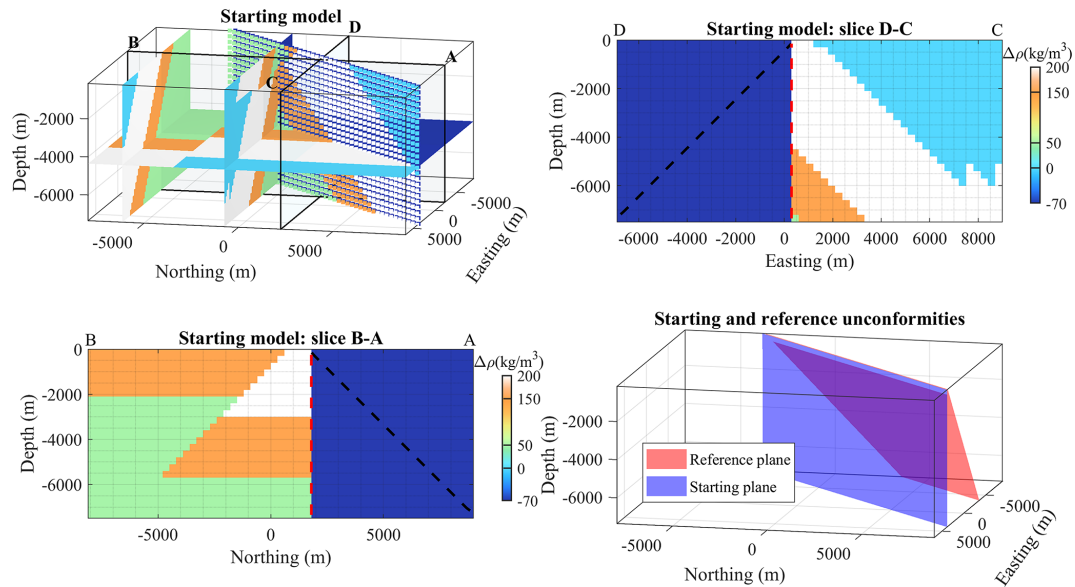 Starting model
D
B
A
C
Depth (m)
-2000
-4000
-6000
-5000
0
5000
Northing (m)
-5000
0
5000
Easting (m)
D
Starting model: slice D-C
C
Depth (m)
0
-2000
-4000
-6000
-6000
-4000
-2000
0
2000
4000
6000
8000
Easting (m)
Δρ(kg/m³)
200
150
50
0
-70
B
Starting model: slice B-A
A
Depth (m)
0
-2000
-4000
-6000
-5000
0
5000
Northing (m)
Δρ(kg/m³)
200
150
50
0
-70
Starting and reference unconformities
Depth (m)
-2000
-4000
-6000
Reference plane
Starting plane
-5000
0
5000
Northing (m)
-5000
0
5000
Easting (m)